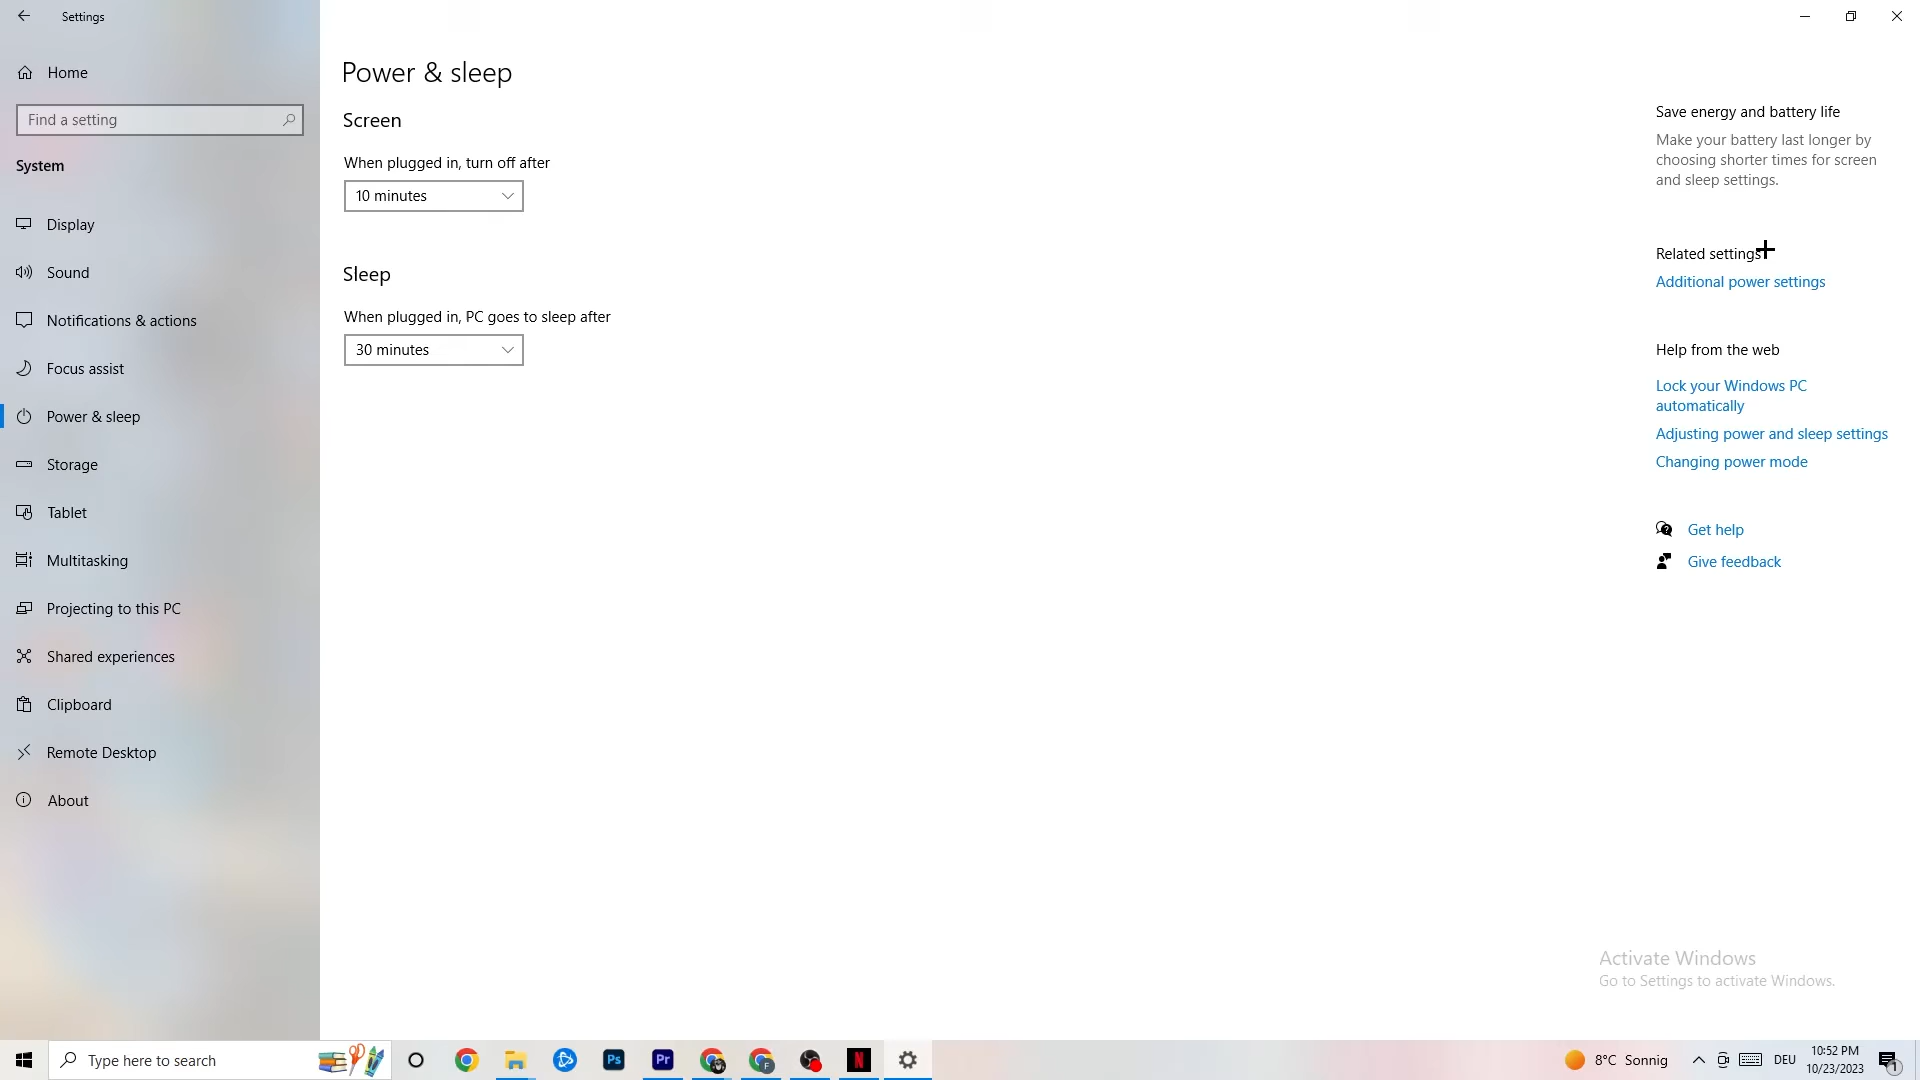 Settings
Home
Find a setting
System
Display
Sound
Notifications & actions
Focus assist
Power & sleep
Storage
Tablet
Multitasking
Projecting to this PC
Shared experiences
Clipboard
Remote Desktop
About
Power & sleep
Screen
When plugged in, turn off after
10 minutes
Sleep
When plugged in, PC goes to sleep after
30 minutes
Save energy and battery life
Make your battery last longer by
choosing shorter times for screen
and sleep settings.
Related settings
Additional power settings
Help from the web
Lock your Windows PC
automatically
Adjusting power and sleep settings
Changing power mode
Get help
Give feedback
Activate Windows
Go to Settings to activate Windows.
Type here to search
Ps
Pr
F
N
8°C Sonnig
DEU
10:52 PM
10/23/2023
1